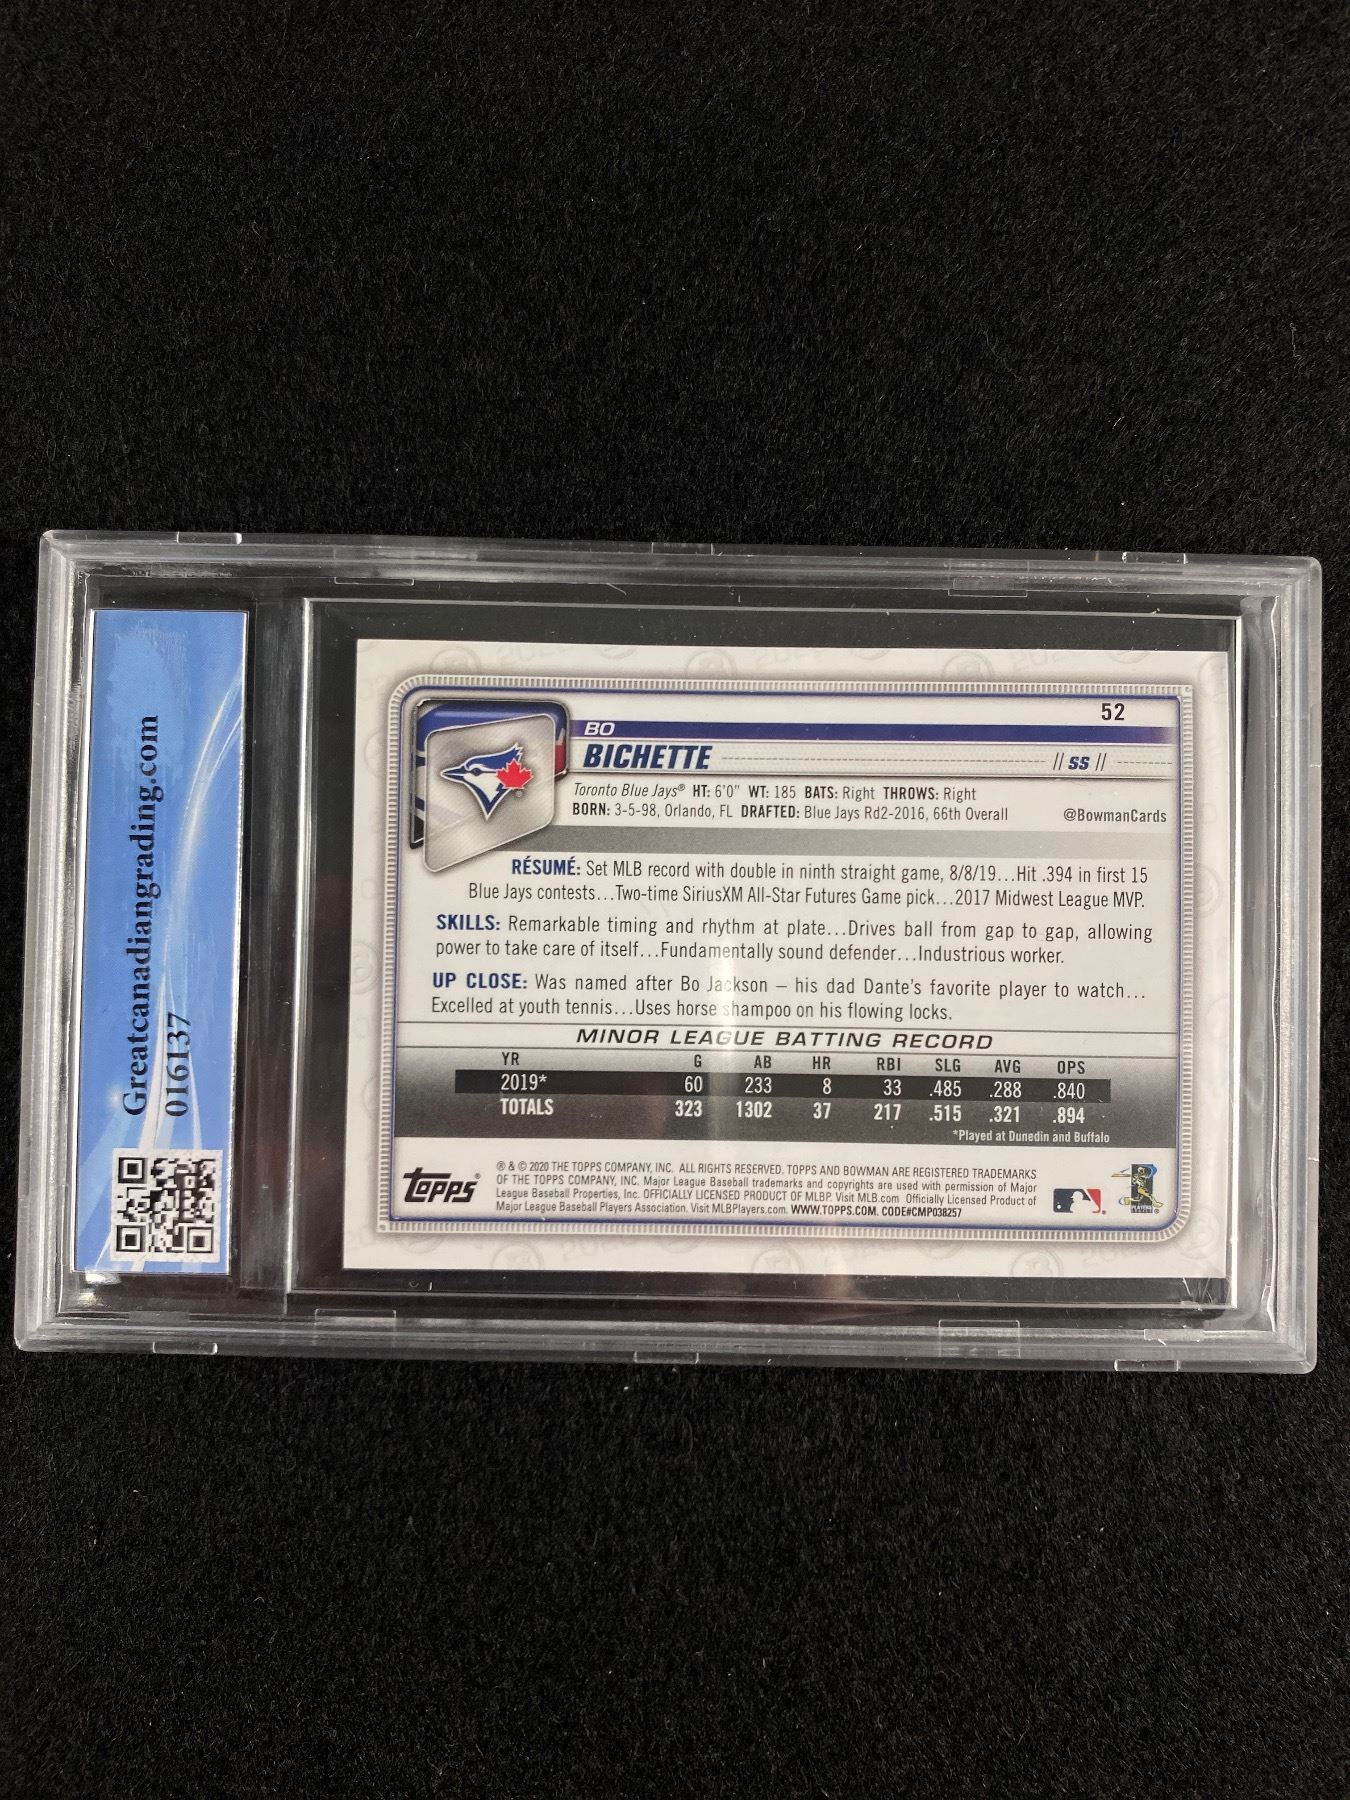 Greatcanadiangrading.com
016137
52
BO
BICHETTE // SS //
Toronto Blue Jays® HT: 6'0" WT: 185 BATS: Right THROWS: Right
BORN: 3-5-98, Orlando, FL DRAFTED: Blue Jays Rd2-2016, 66th Overall @BowmanCards
RÉSUMÉ: Set MLB record with double in ninth straight game, 8/8/19...Hit .394 in first 15
Blue Jays contests...Two-time SiriusXM All-Star Futures Game pick...2017 Midwest League MVP.
SKILLS: Remarkable timing and rhythm at plate...Drives ball from gap to gap, allowing
power to take care of itself...Fundamentally sound defender...Industrious worker.
UP CLOSE: Was named after Bo Jackson – his dad Dante's favorite player to watch...
Excelled at youth tennis...Uses horse shampoo on his flowing locks.
MINOR LEAGUE BATTING RECORD
YR G AB HR RBI SLG AVG OPS
2019* 60 233 8 33 .485 .288 .840
TOTALS 323 1302 37 217 .515 .321 .894
*Played at Dunedin and Buffalo
Topps®
® & © 2020 THE TOPPS COMPANY, INC. ALL RIGHTS RESERVED. TOPPS AND BOWMAN ARE REGISTERED TRADEMARKS
OF THE TOPPS COMPANY, INC. Major League Baseball trademarks and copyrights are used with permission of Major
League Baseball Properties, Inc. OFFICIALLY LICENSED PRODUCT OF MLBP. Visit MLB.com Officially Licensed Product of
Major League Baseball Players Association. Visit MLBPlayers.com. WWW.TOPPS.COM. CODE#CMP038257